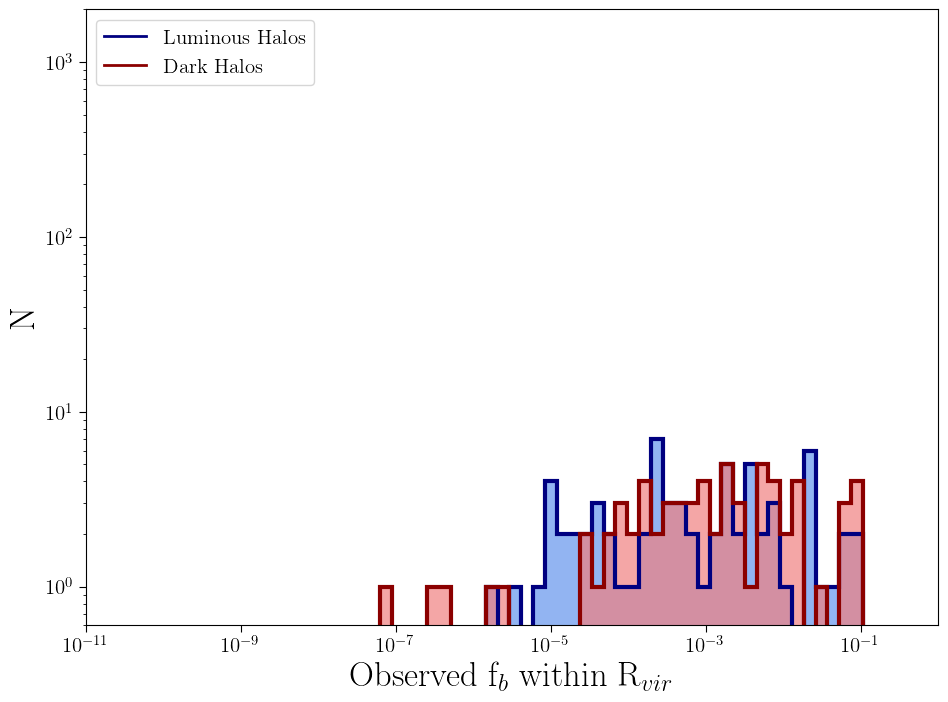 Luminous Halos
Dark Halos
10³
10²
10¹
10⁰
N
10⁻¹¹ 10⁻⁹ 10⁻⁷ 10⁻⁵ 10⁻³ 10⁻¹
Observed f_b within R_vir